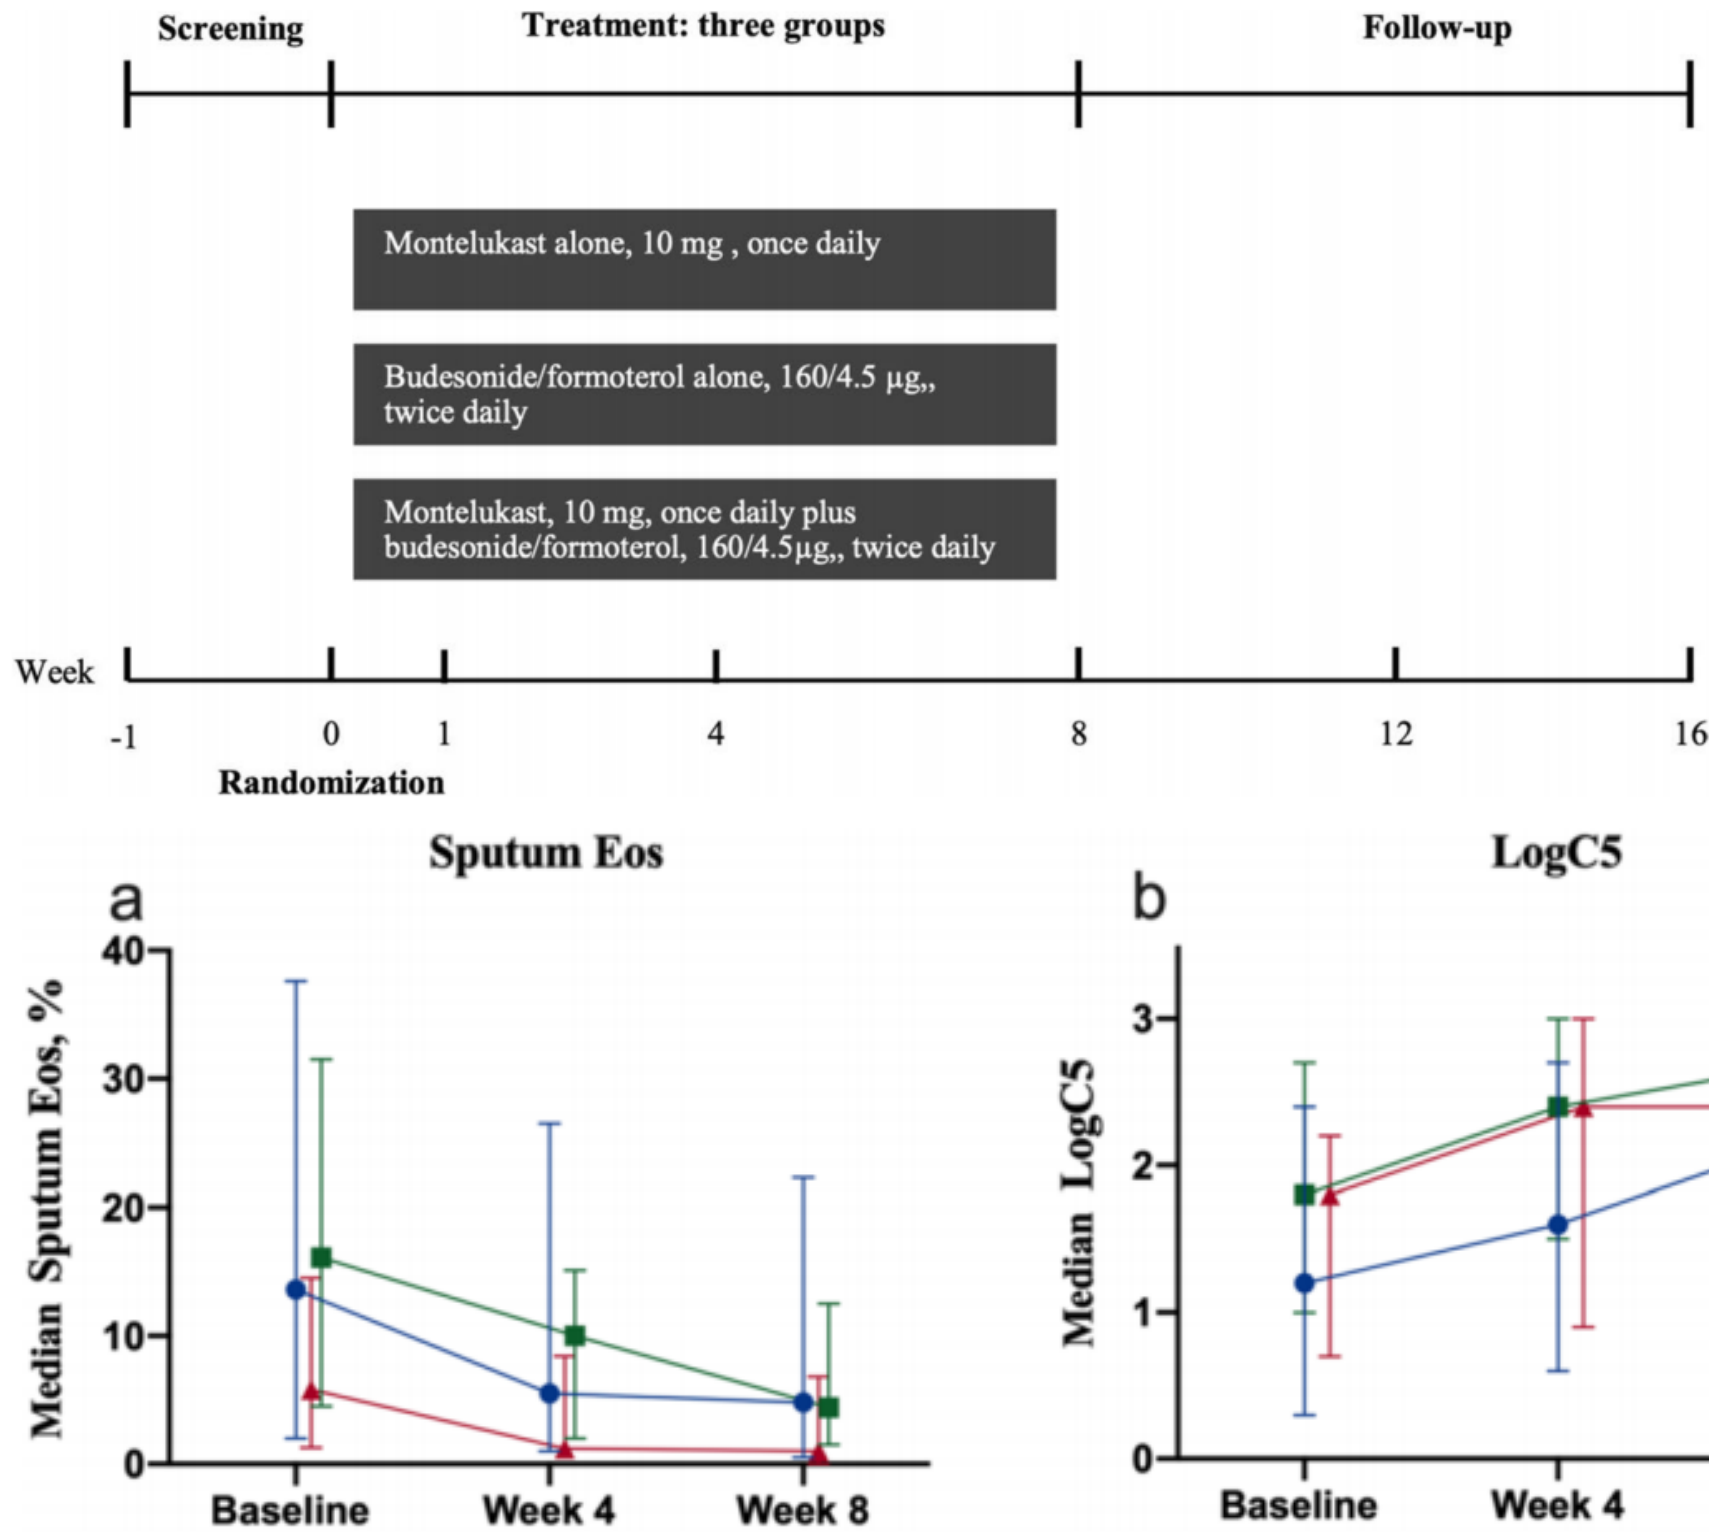 Screening
Treatment: three groups
Follow-up
Montelukast alone, 10 mg , once daily
Budesonide/formoterol alone, 160/4.5 µg,,
twice daily
Montelukast, 10 mg, once daily plus
budesonide/formoterol, 160/4.5µg,, twice daily
Week
-1 0 1 4 8 12 16
Randomization
Sputum Eos
a
Median Sputum Eos, %
40
30
20
10
0
Baseline Week 4 Week 8
LogC5
b
Median LogC5
3
2
1
0
Baseline Week 4